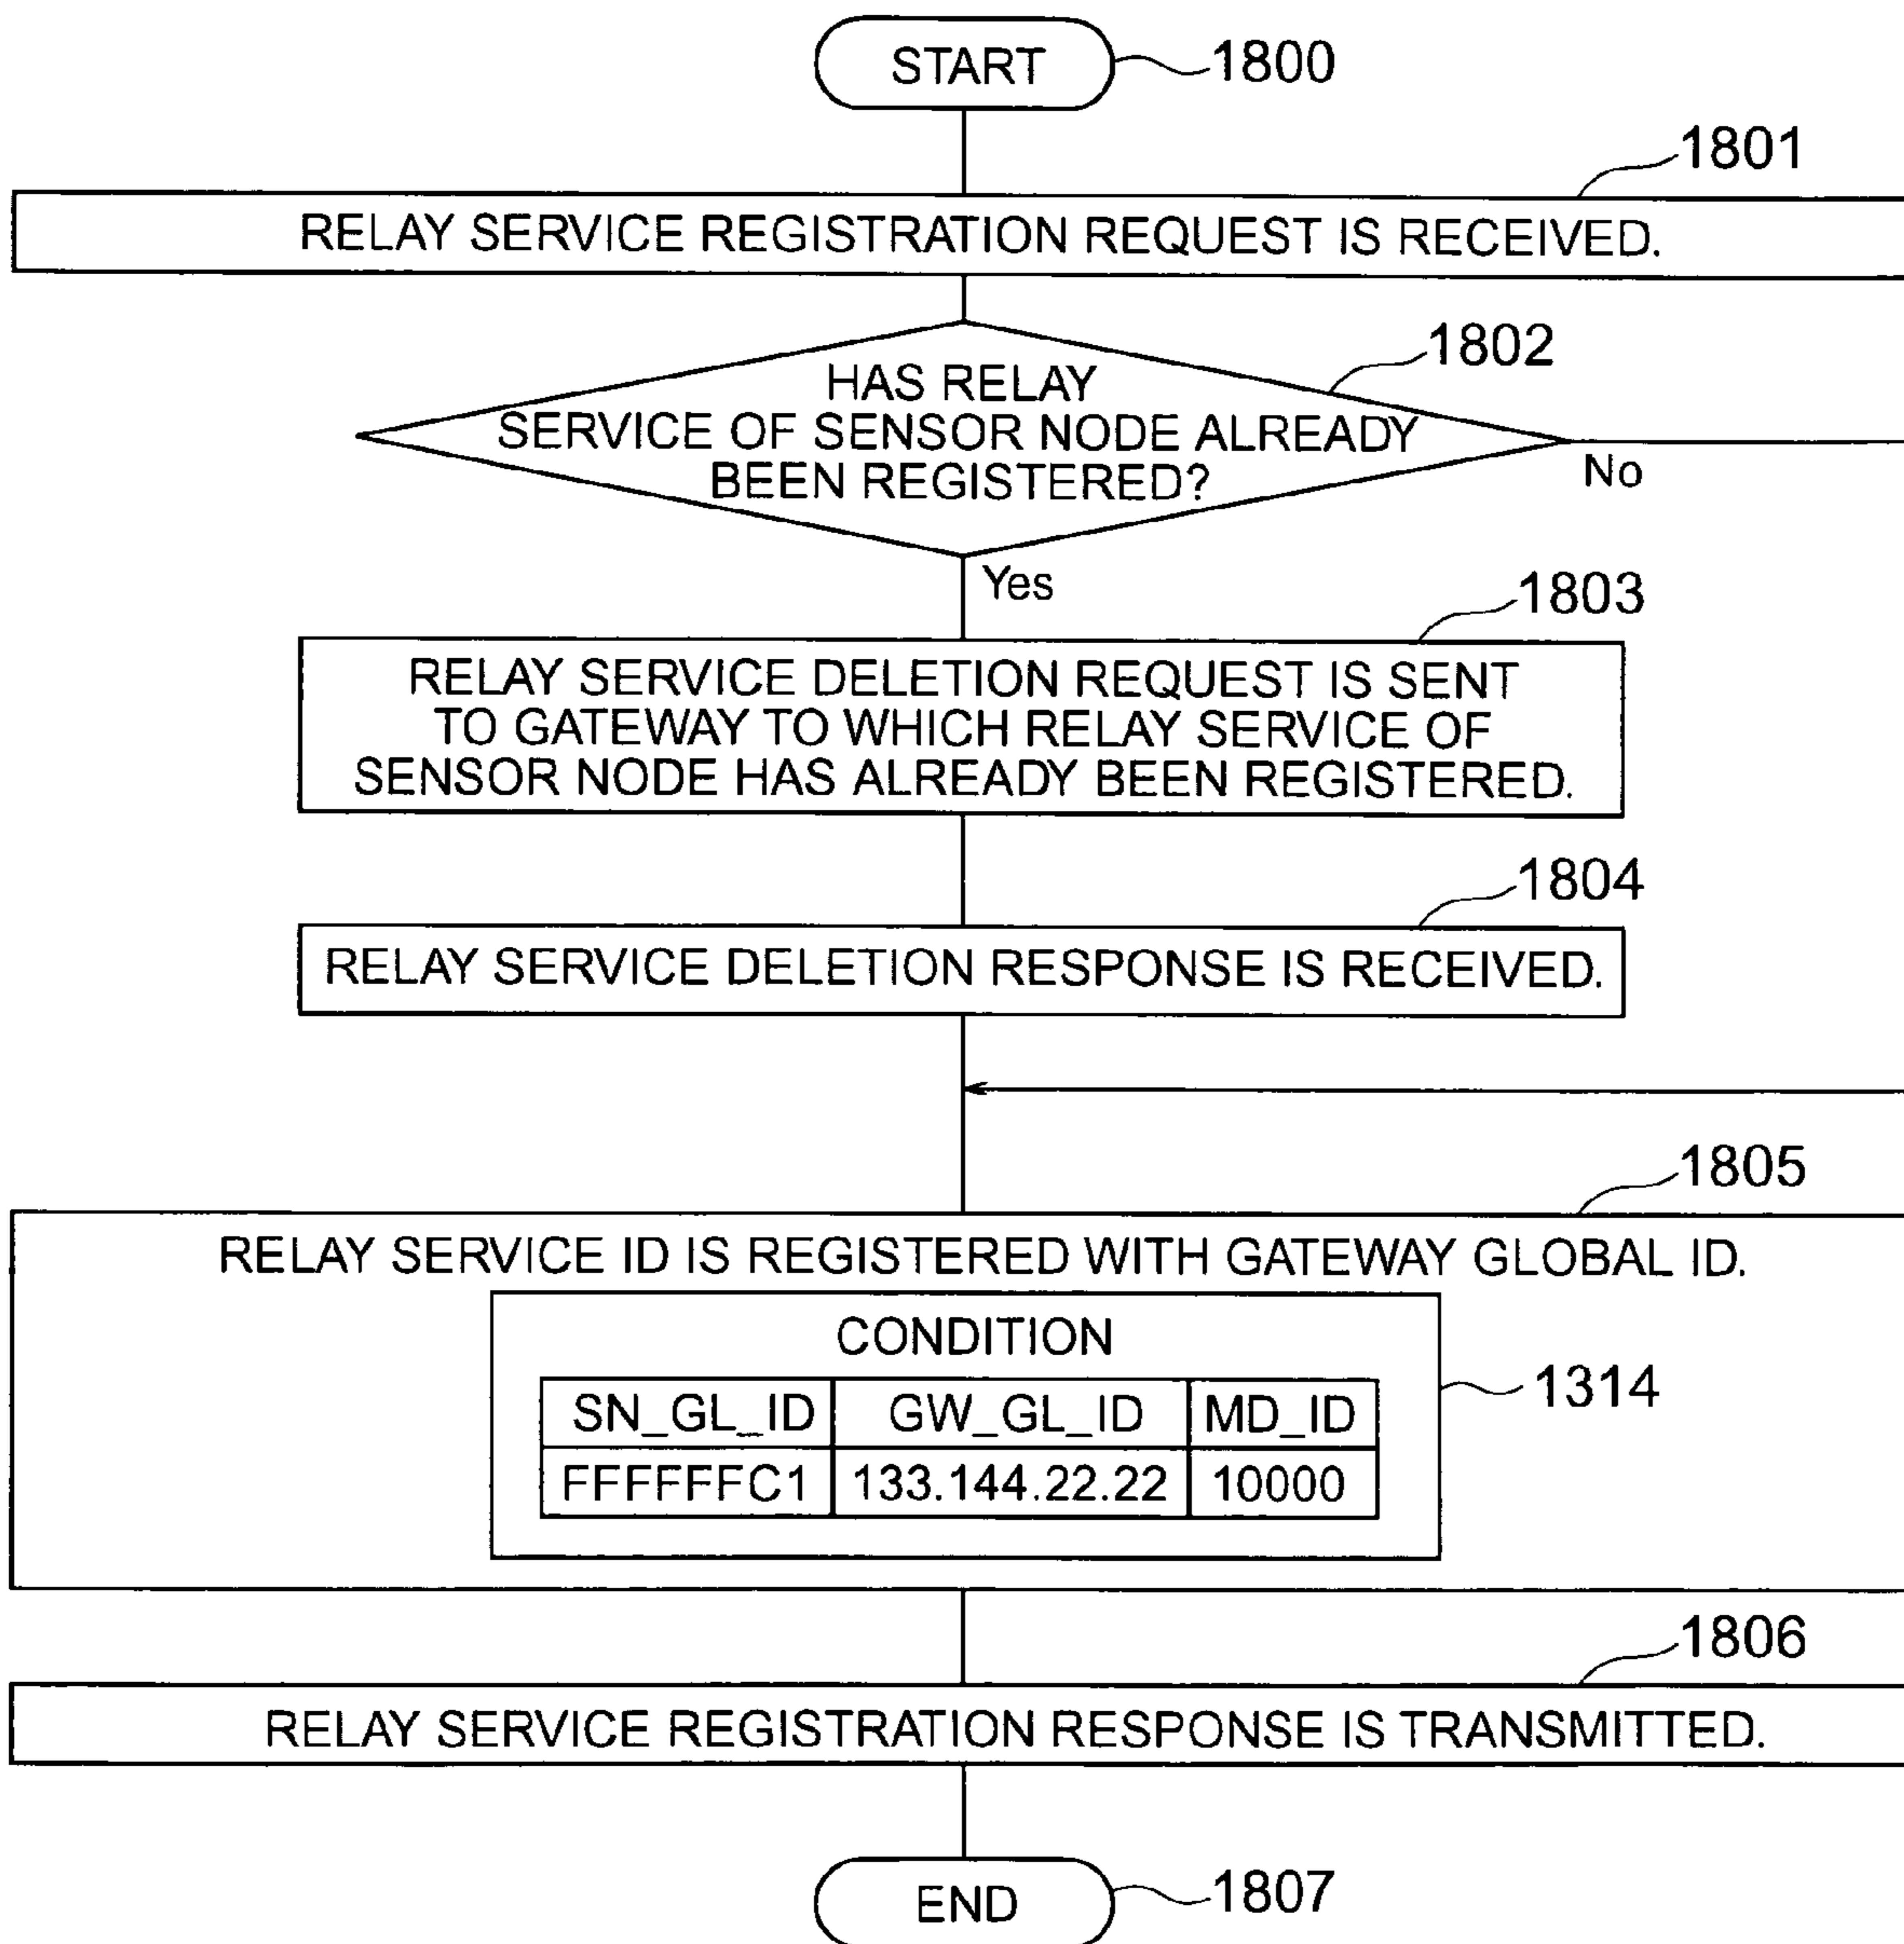 START
1800
1801
RELAY SERVICE REGISTRATION REQUEST IS RECEIVED.
1802
HAS RELAY
SERVICE OF SENSOR NODE ALREADY
BEEN REGISTERED?
No
Yes
1803
RELAY SERVICE DELETION REQUEST IS SENT
TO GATEWAY TO WHICH RELAY SERVICE OF
SENSOR NODE HAS ALREADY BEEN REGISTERED.
1804
RELAY SERVICE DELETION RESPONSE IS RECEIVED.
1805
RELAY SERVICE ID IS REGISTERED WITH GATEWAY GLOBAL ID.
CONDITION
1314
SN_GL_ID GW_GL_ID MD_ID
FFFFFFC1 133.144.22.22 10000
1806
RELAY SERVICE REGISTRATION RESPONSE IS TRANSMITTED.
END
1807